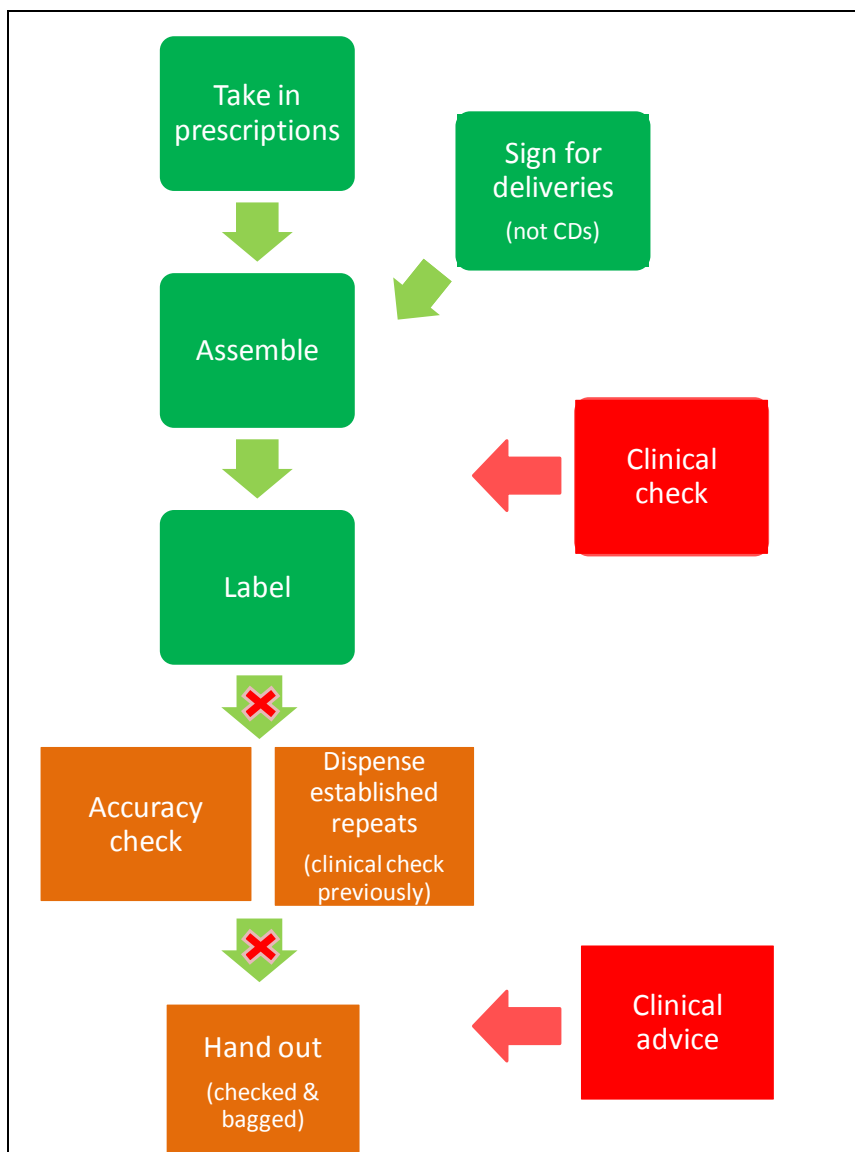 Take in
prescriptions
Sign for
deliveries
(not CDs)
Assemble
Clinical
check
Label
Accuracy
check
Dispense
established
repeats
(clinical check
previously)
Hand out
(checked &
bagged)
Clinical
advice